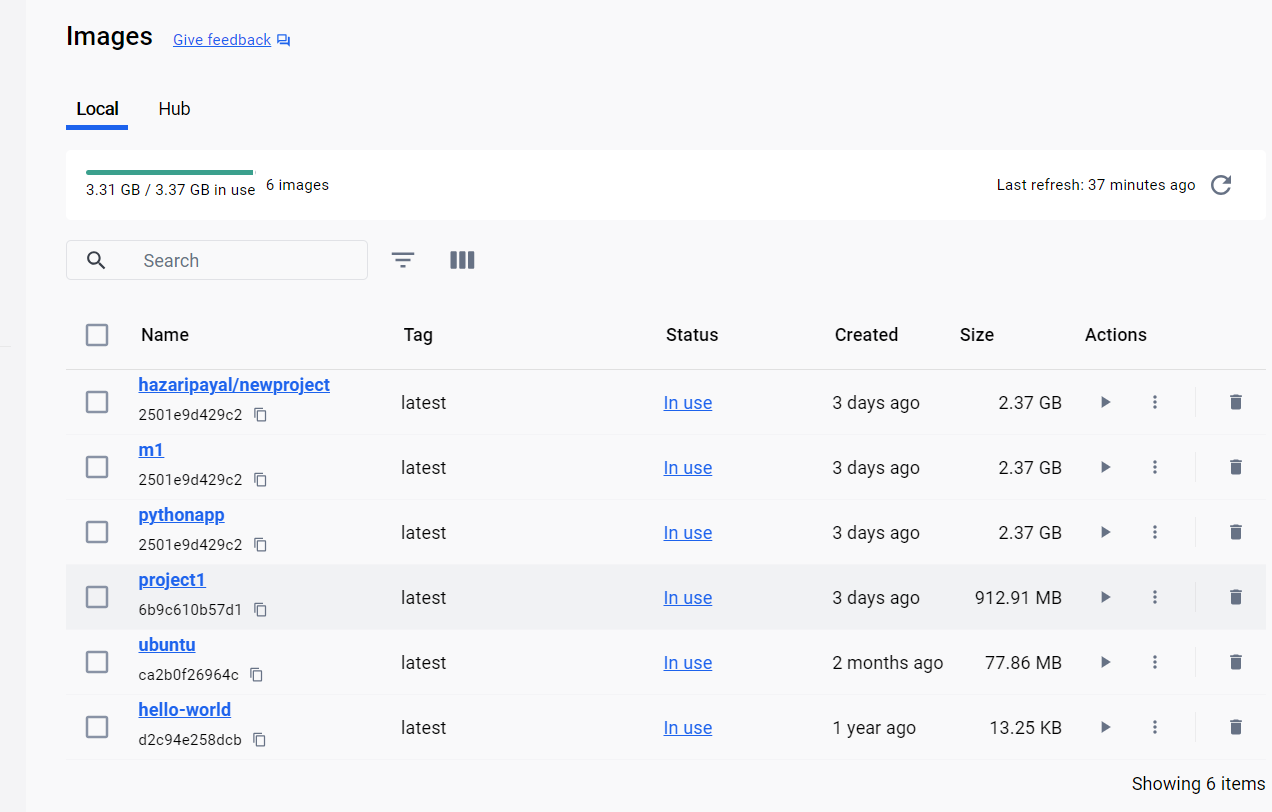 Images Give feedback
Local Hub
3.31 GB / 3.37 GB in use 6 images Last refresh: 37 minutes ago
Search
Name Tag Status Created Size Actions
hazaripayal/newproject
2501e9d429c2 latest In use 3 days ago 2.37 GB
m1
2501e9d429c2 latest In use 3 days ago 2.37 GB
pythonapp
2501e9d429c2 latest In use 3 days ago 2.37 GB
project1
6b9c610b57d1 latest In use 3 days ago 912.91 MB
ubuntu
ca2b0f26964c latest In use 2 months ago 77.86 MB
hello-world
d2c94e258dcb latest In use 1 year ago 13.25 KB
Showing 6 items